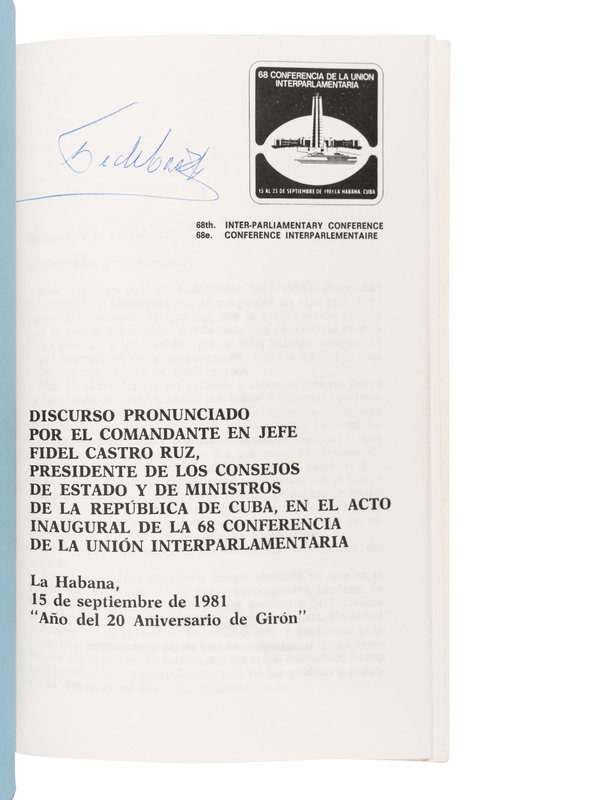 68 CONFERENCIA DE LA UNION
INTERPARLAMENTARIA
15 AL 23 DE SEPTIEMBRE DE 1981 LA HABANA, CUBA
68th. INTER-PARLIAMENTARY CONFERENCE
68e. CONFERENCE INTERPARLEMENTAIRE
DISCURSO PRONUNCIADO
POR EL COMANDANTE EN JEFE
FIDEL CASTRO RUZ,
PRESIDENTE DE LOS CONSEJOS
DE ESTADO Y DE MINISTROS
DE LA REPÚBLICA DE CUBA, EN EL ACTO
INAUGURAL DE LA 68 CONFERENCIA
DE LA UNIÓN INTERPARLAMENTARIA
La Habana,
15 de septiembre de 1981
"Año del 20 Aniversario de Girón"